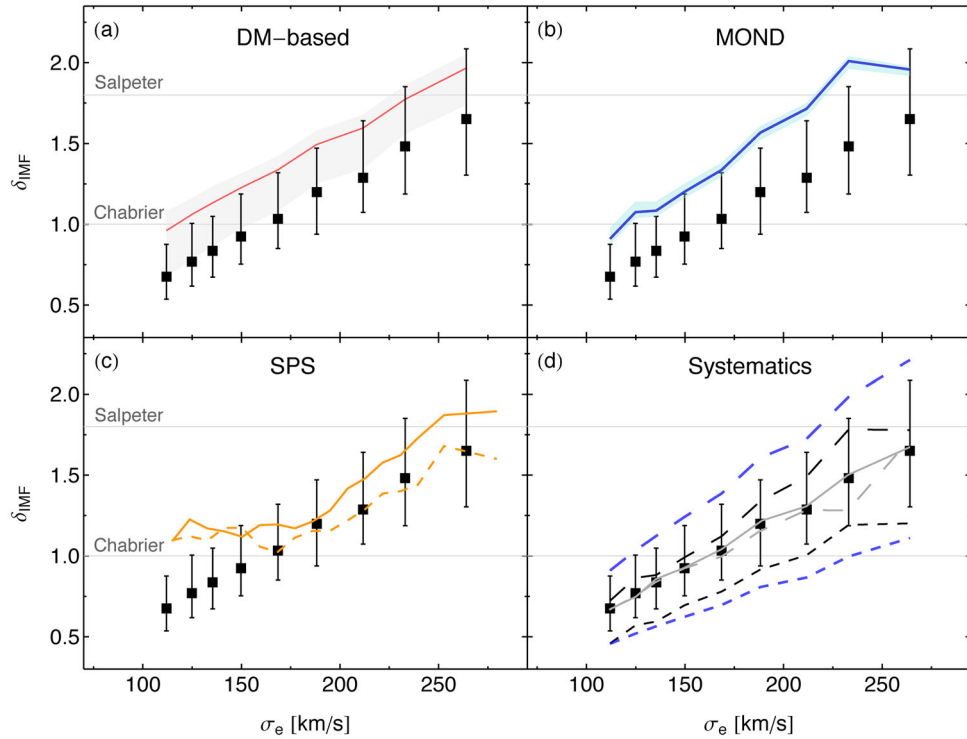 (a) DM−based (b) MOND
2.0
Salpeter
1.5
δIMF
Chabrier
1.0
0.5
(c) SPS (d) Systematics
2.0
Salpeter
1.5
δIMF
Chabrier
1.0
0.5
100 150 200 250 100 150 200 250
σe [km/s] σe [km/s]